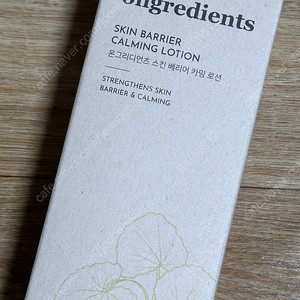 ongredients
SKIN BARRIER
CALMING LOTION
온그리디언츠 스킨 베리어 카밍 로션
STRENGTHENS SKIN
BARRIER & CALMING